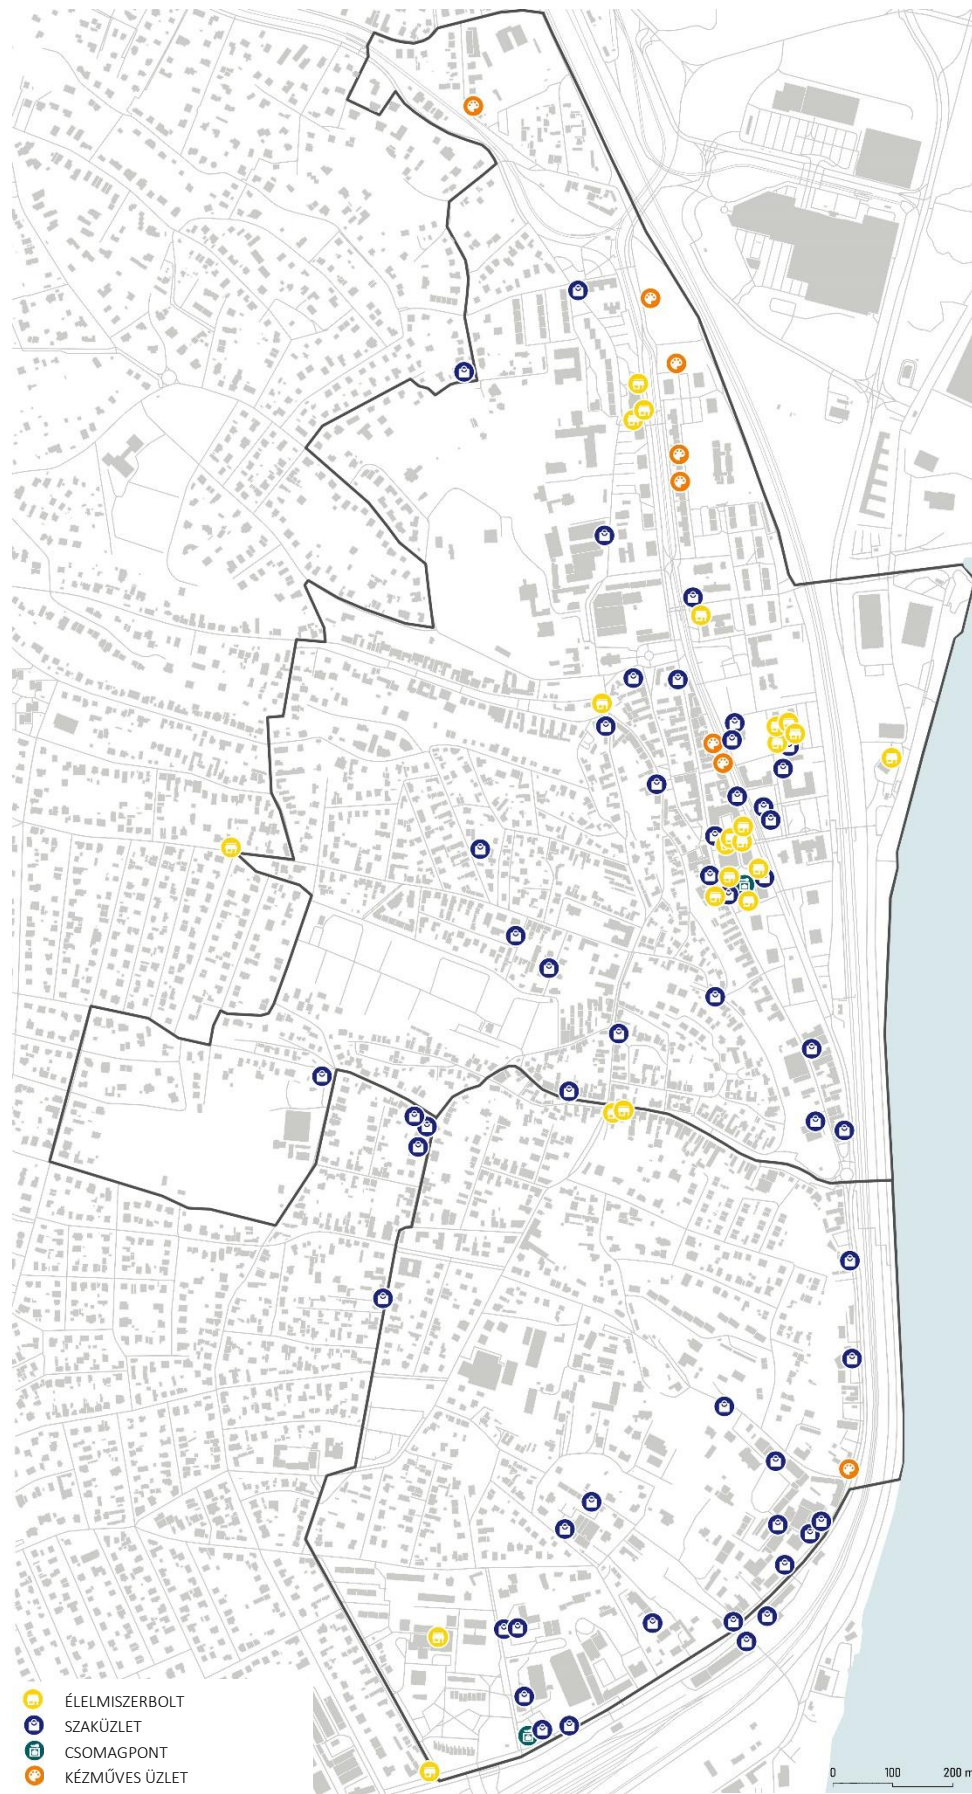 ÉLELMISZERBOLT
SZAKÜZLET
CSOMAGPONT
KÉZMŰVES ÜZLET
0 100 200 m